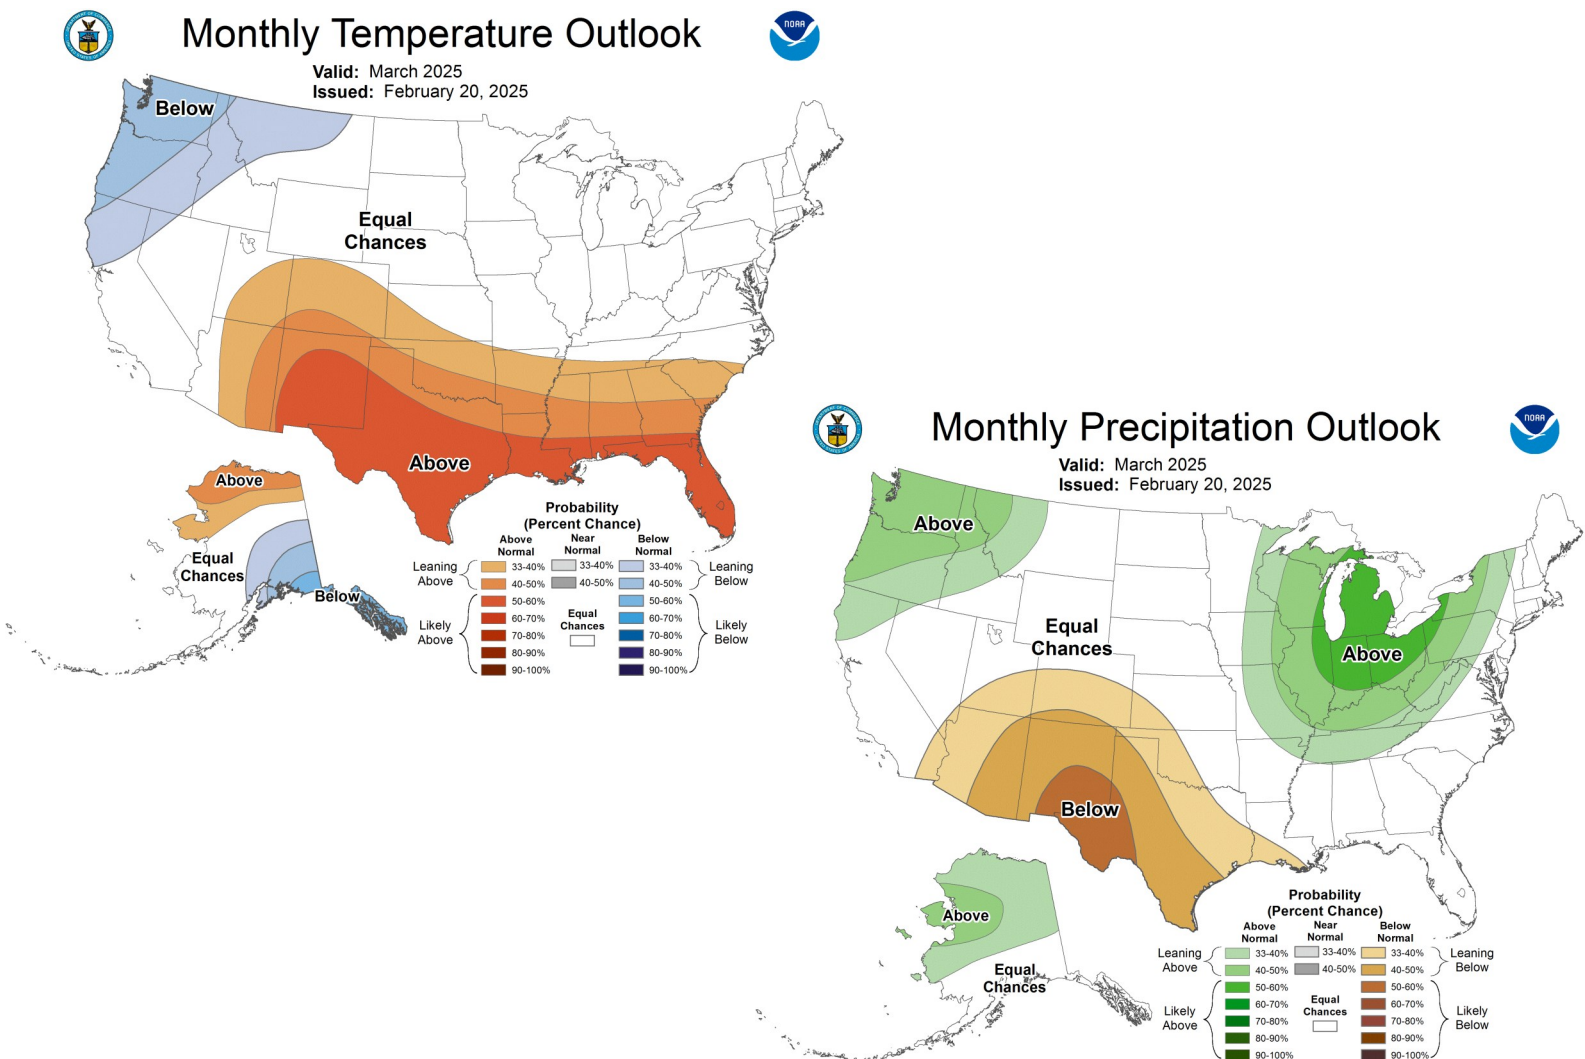 Monthly Temperature Outlook
NOAA
Valid: March 2025
Issued: February 20, 2025
Below
Equal
Chances
Above
Above
Equal
Chances
Below
Probability
(Percent Chance)
Above
Normal
Near
Normal
Below
Normal
Leaning
Above
33-40%
40-50%
33-40%
40-50%
33-40%
40-50%
Leaning
Below
Likely
Above
50-60%
60-70%
70-80%
80-90%
90-100%
Equal
Chances
50-60%
60-70%
70-80%
80-90%
90-100%
Likely
Below
Monthly Precipitation Outlook
NOAA
Valid: March 2025
Issued: February 20, 2025
Above
Equal
Chances
Above
Below
Above
Equal
Chances
Probability
(Percent Chance)
Above
Normal
Near
Normal
Below
Normal
Leaning
Above
33-40%
40-50%
33-40%
40-50%
33-40%
40-50%
Leaning
Below
Likely
Above
50-60%
60-70%
70-80%
80-90%
90-100%
Equal
Chances
50-60%
60-70%
70-80%
80-90%
90-100%
Likely
Below